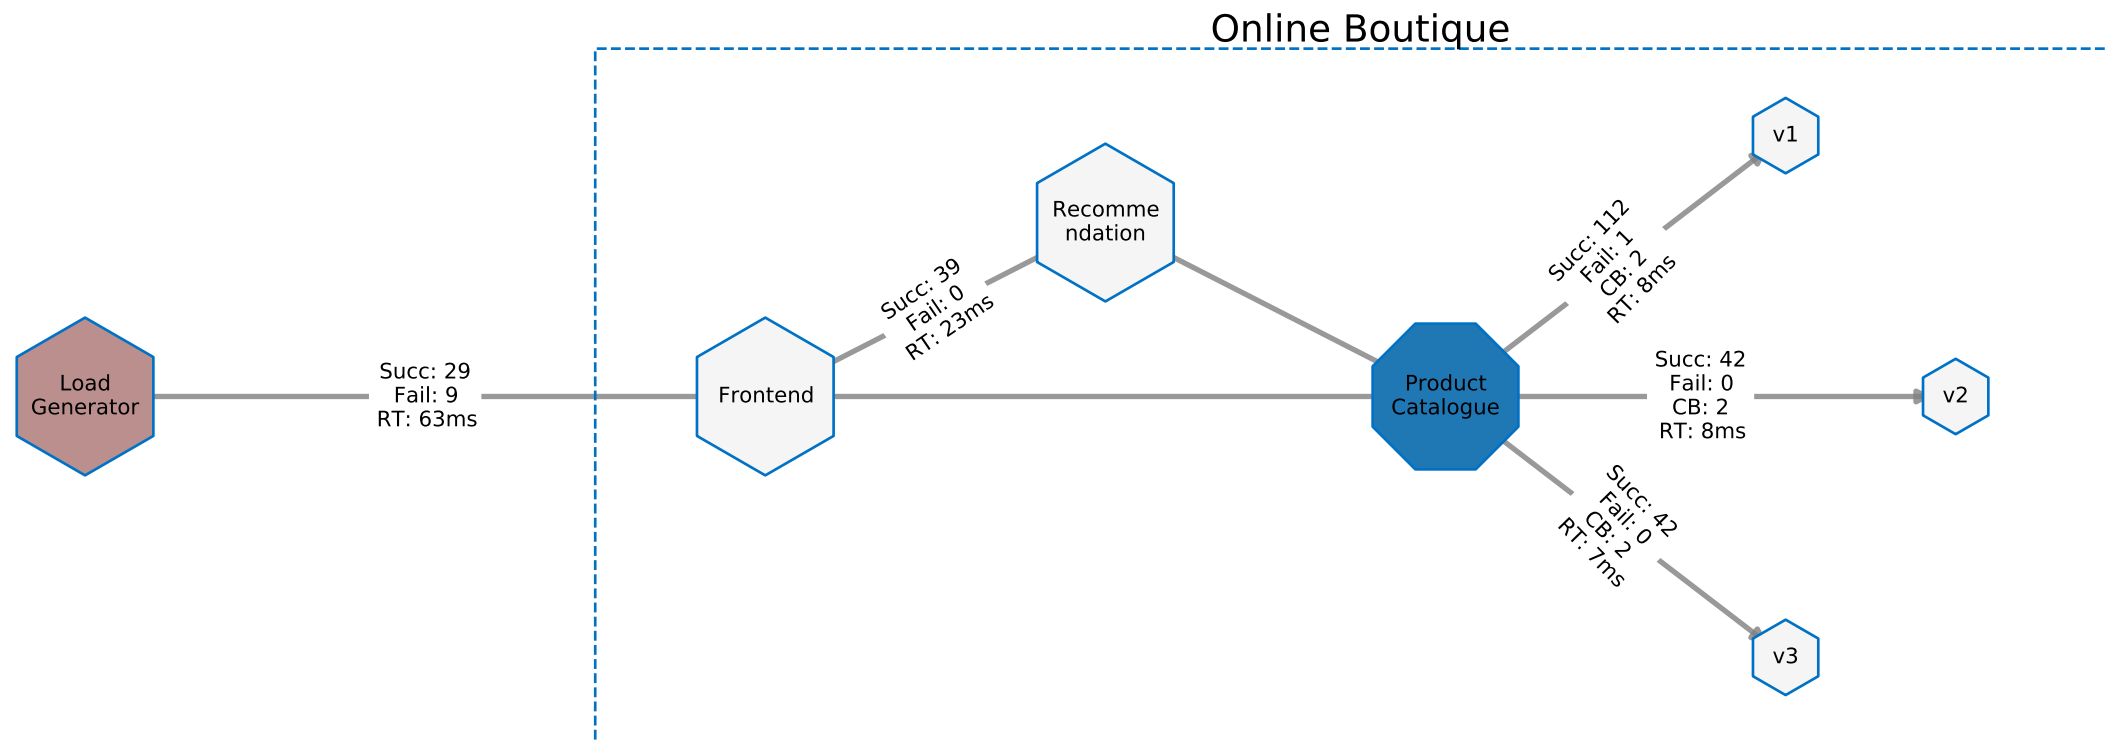 Online Boutique
Load
Generator
Succ: 29
Fail: 9
RT: 63ms
Frontend
Succ: 39
Fail: 0
RT: 23ms
Recomme
ndation
Product
Catalogue
Succ: 112
Fail: 1
CB: 2
RT: 8ms
v1
Succ: 42
Fail: 0
CB: 2
RT: 8ms
v2
Succ: 42
Fail: 0
CB: 2
RT: 7ms
v3